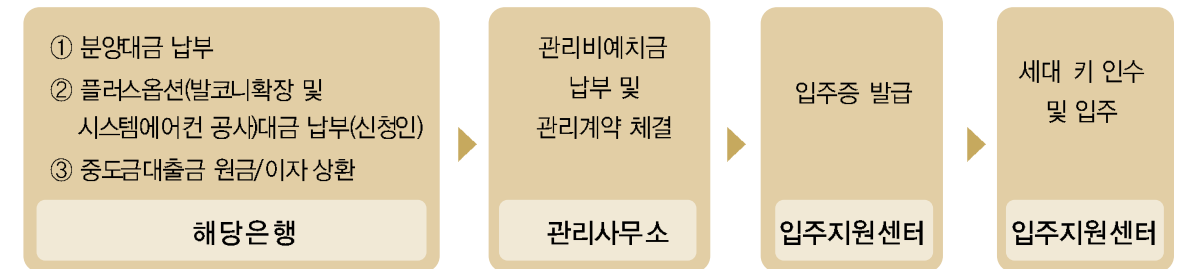 ① 분양대금 납부
② 플러스옵션(발코니확장 및
시스템에어컨 공사)대금 납부(신청인)
③ 중도금대출금 원금/이자 상환
해당은행
관리비예치금
납부 및
관리계약 체결
관리사무소
입주증 발급
입주지원센터
세대 키 인수
및 입주
입주지원센터